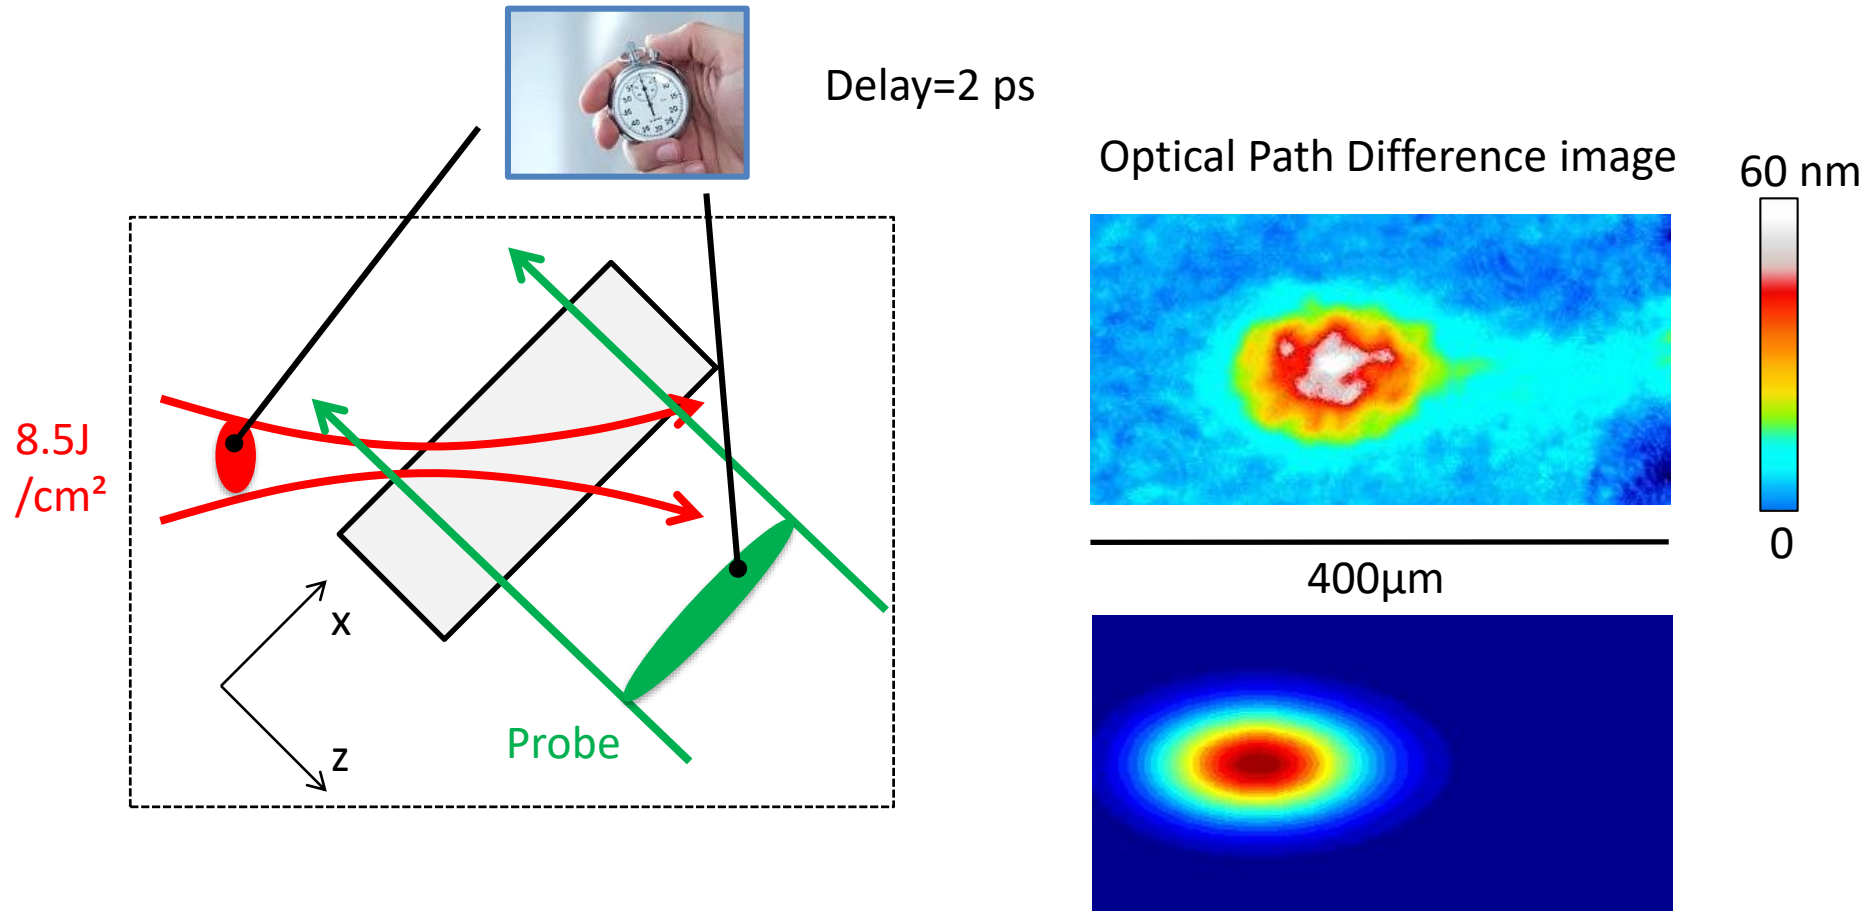 Delay=2 ps
Optical Path Difference image
60 nm
8.5J
/cm²
x
z
Probe
0
400µm